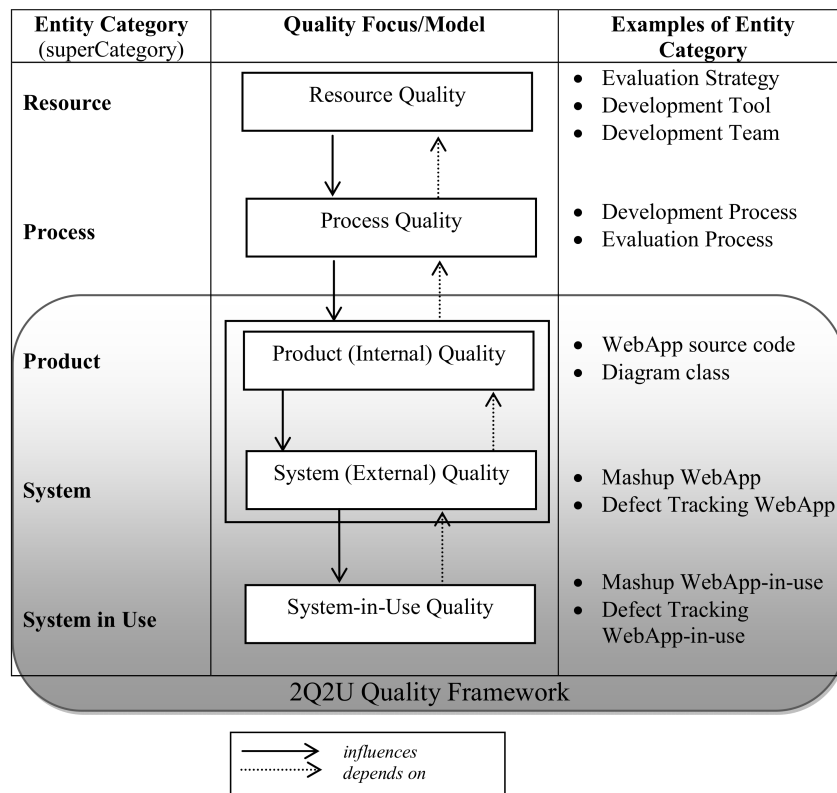 Entity Category
(superCategory)
Quality Focus/Model
Examples of Entity
Category
Resource
Resource Quality
• Evaluation Strategy
• Development Tool
• Development Team
Process
Process Quality
• Development Process
• Evaluation Process
Product
Product (Internal) Quality
• WebApp source code
• Diagram class
System
System (External) Quality
• Mashup WebApp
• Defect Tracking WebApp
System in Use
System-in-Use Quality
• Mashup WebApp-in-use
• Defect Tracking
WebApp-in-use
2Q2U Quality Framework
influences
depends on